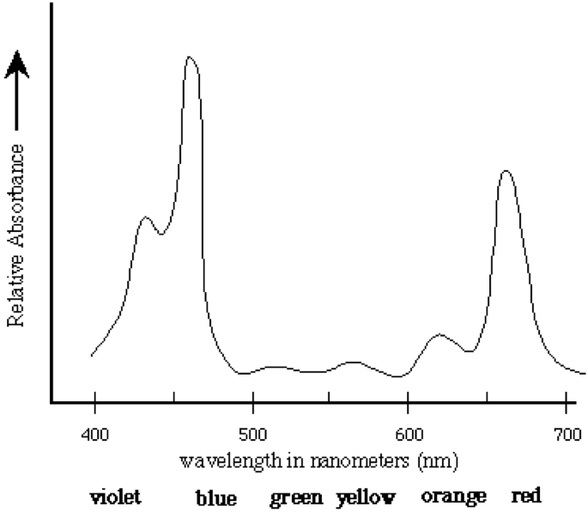 Relative Absorbance
400 500 600 700
wavelength in nanometers (nm)
violet blue green yellow orange red